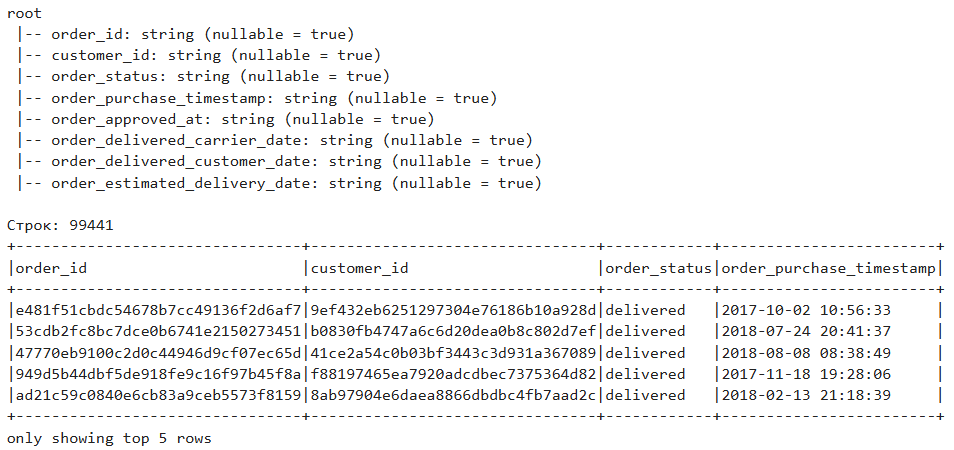 root
 |-- order_id: string (nullable = true)
 |-- customer_id: string (nullable = true)
 |-- order_status: string (nullable = true)
 |-- order_purchase_timestamp: string (nullable = true)
 |-- order_approved_at: string (nullable = true)
 |-- order_delivered_carrier_date: string (nullable = true)
 |-- order_delivered_customer_date: string (nullable = true)
 |-- order_estimated_delivery_date: string (nullable = true)

Строк: 99441
+--------------------------------+--------------------------------+------------+------------------------+
|order_id                        |customer_id                     |order_status|order_purchase_timestamp|
+--------------------------------+--------------------------------+------------+------------------------+
|e481f51cbdc54678b7cc49136f2d6af7|9ef432eb6251297304e76186b10a928d|delivered   |2017-10-02 10:56:33     |
|53cdb2fc8bc7dce0b6741e2150273451|b0830fb4747a6c6d20dea0b8c802d7ef|delivered   |2018-07-24 20:41:37     |
|47770eb9100c2d0c44946d9cf07ec65d|41ce2a54c0b03bf3443c3d931a367089|delivered   |2018-08-08 08:38:49     |
|949d5b44dbf5de918fe9c16f97b45f8a|f88197465ea7920adcdbec7375364d82|delivered   |2017-11-18 19:28:06     |
|ad21c59c0840e6cb83a9ceb5573f8159|8ab97904e6daea8866dbdbc4fb7aad2c|delivered   |2018-02-13 21:18:39     |
+--------------------------------+--------------------------------+------------+------------------------+
only showing top 5 rows